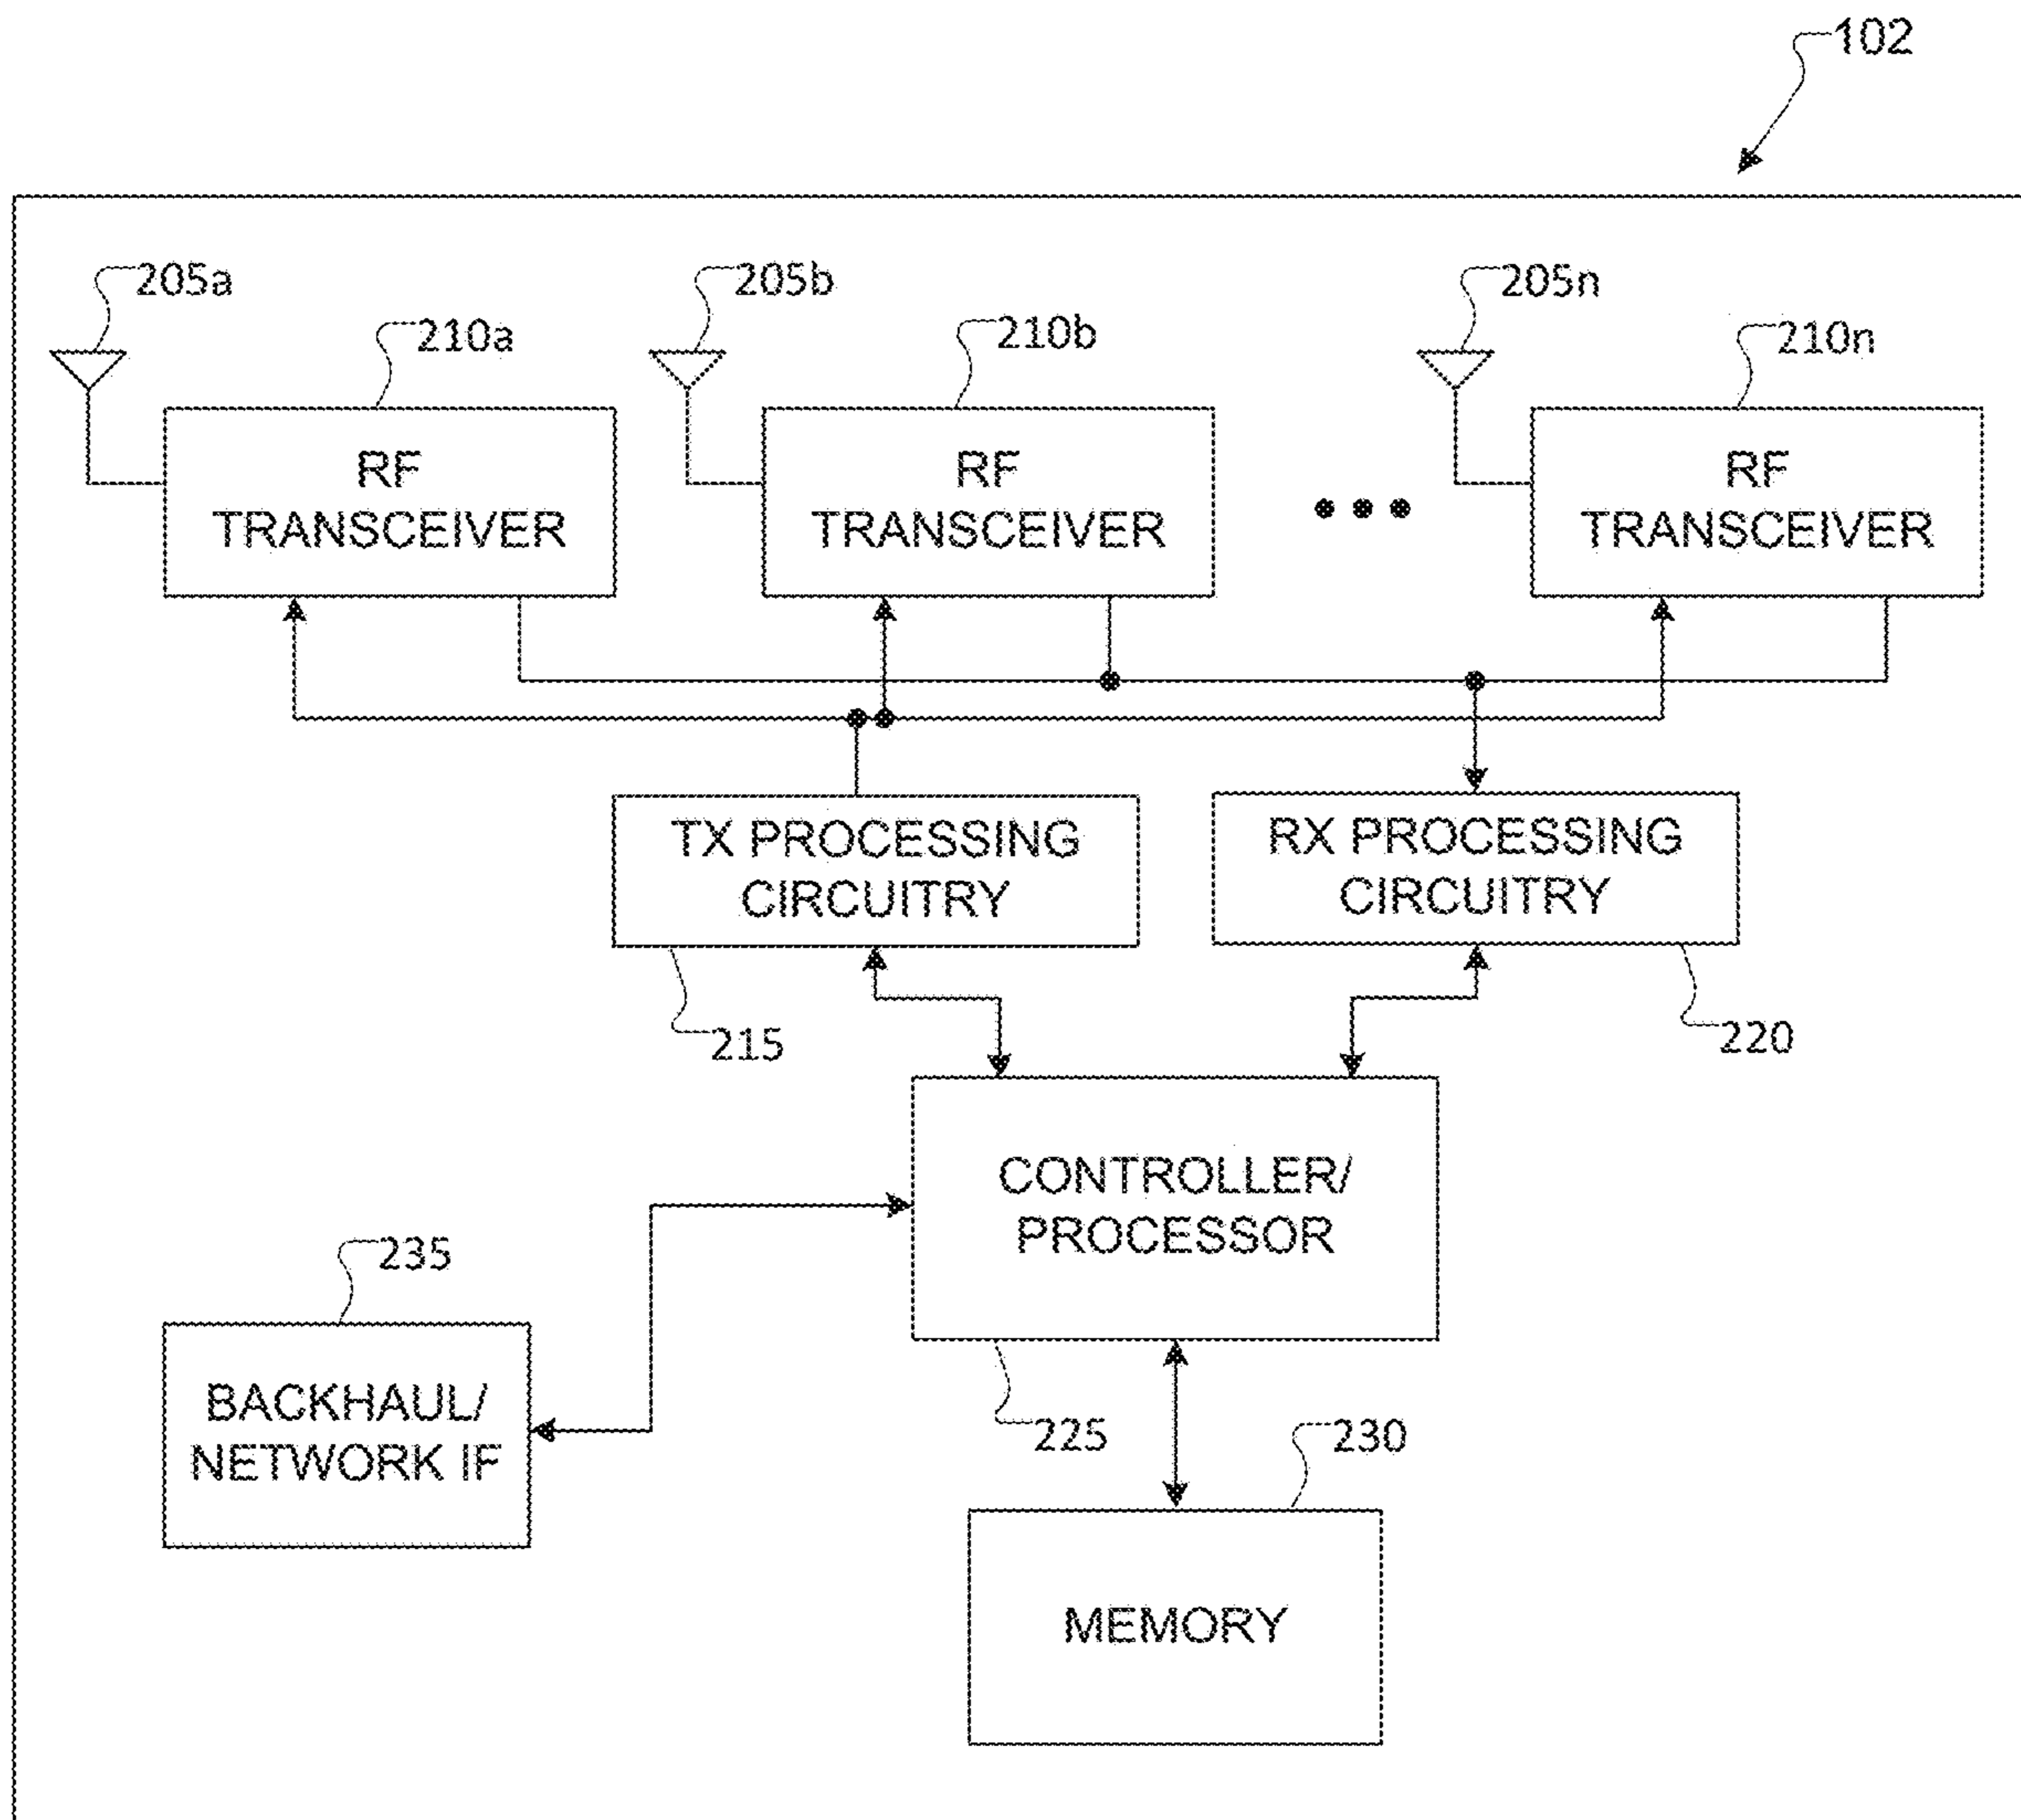 102
205a
205b
205n
210a
210b
210n
RF
TRANSCEIVER
RF
TRANSCEIVER
RF
TRANSCEIVER
TX PROCESSING
CIRCUITRY
RX PROCESSING
CIRCUITRY
215
220
CONTROLLER/
PROCESSOR
235
BACKHAUL/
NETWORK IF
225
230
MEMORY